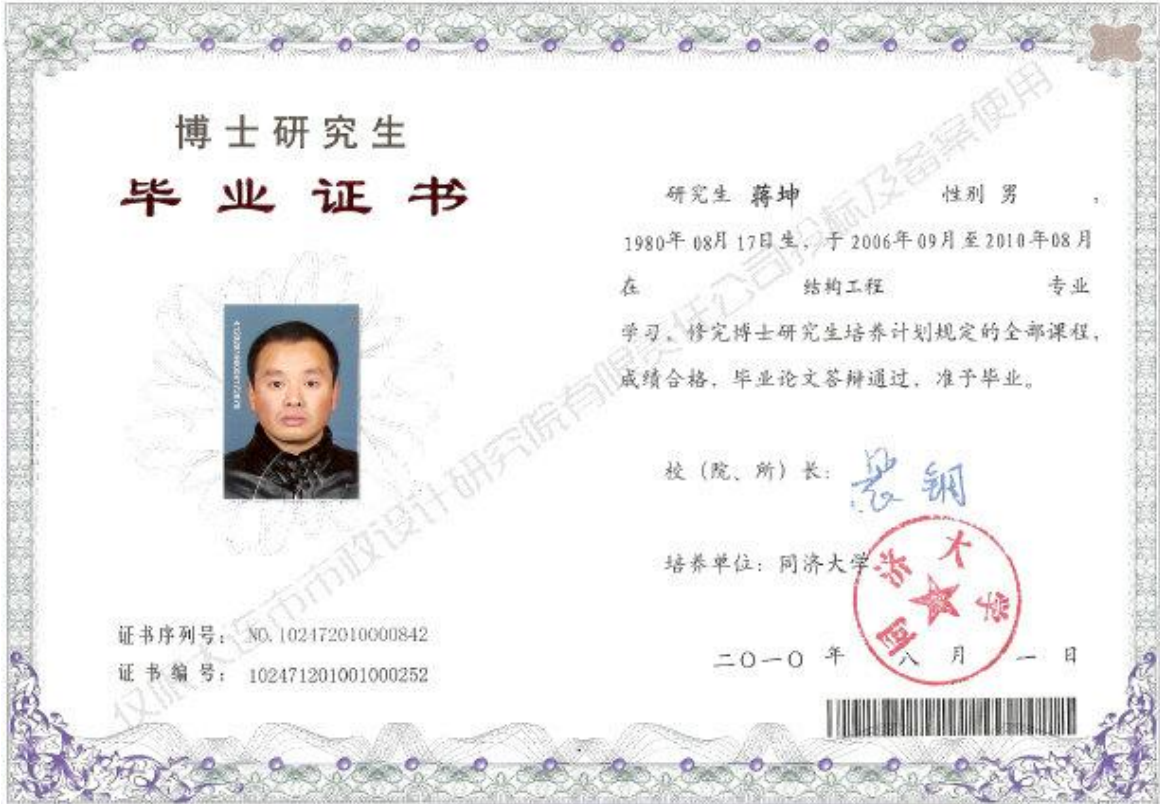 博士研究生
毕业证书
研究生 蒋坤 性别 男 ,
1980年 08月 17日生, 于 2006年 09月 至 2010年 08月
在 结构工程 专业
学习, 修完博士研究生培养计划规定的全部课程,
成绩合格, 毕业论文答辩通过, 准予毕业。
校（院、所）长:
培养单位: 同济大学
同济大学
二〇一〇 年 八 月 一 日
证书序列号: NO.102472010000842
证书编号: 102471201001000252
仅限大连市市政设计研究院有限责任公司投标及备案使用